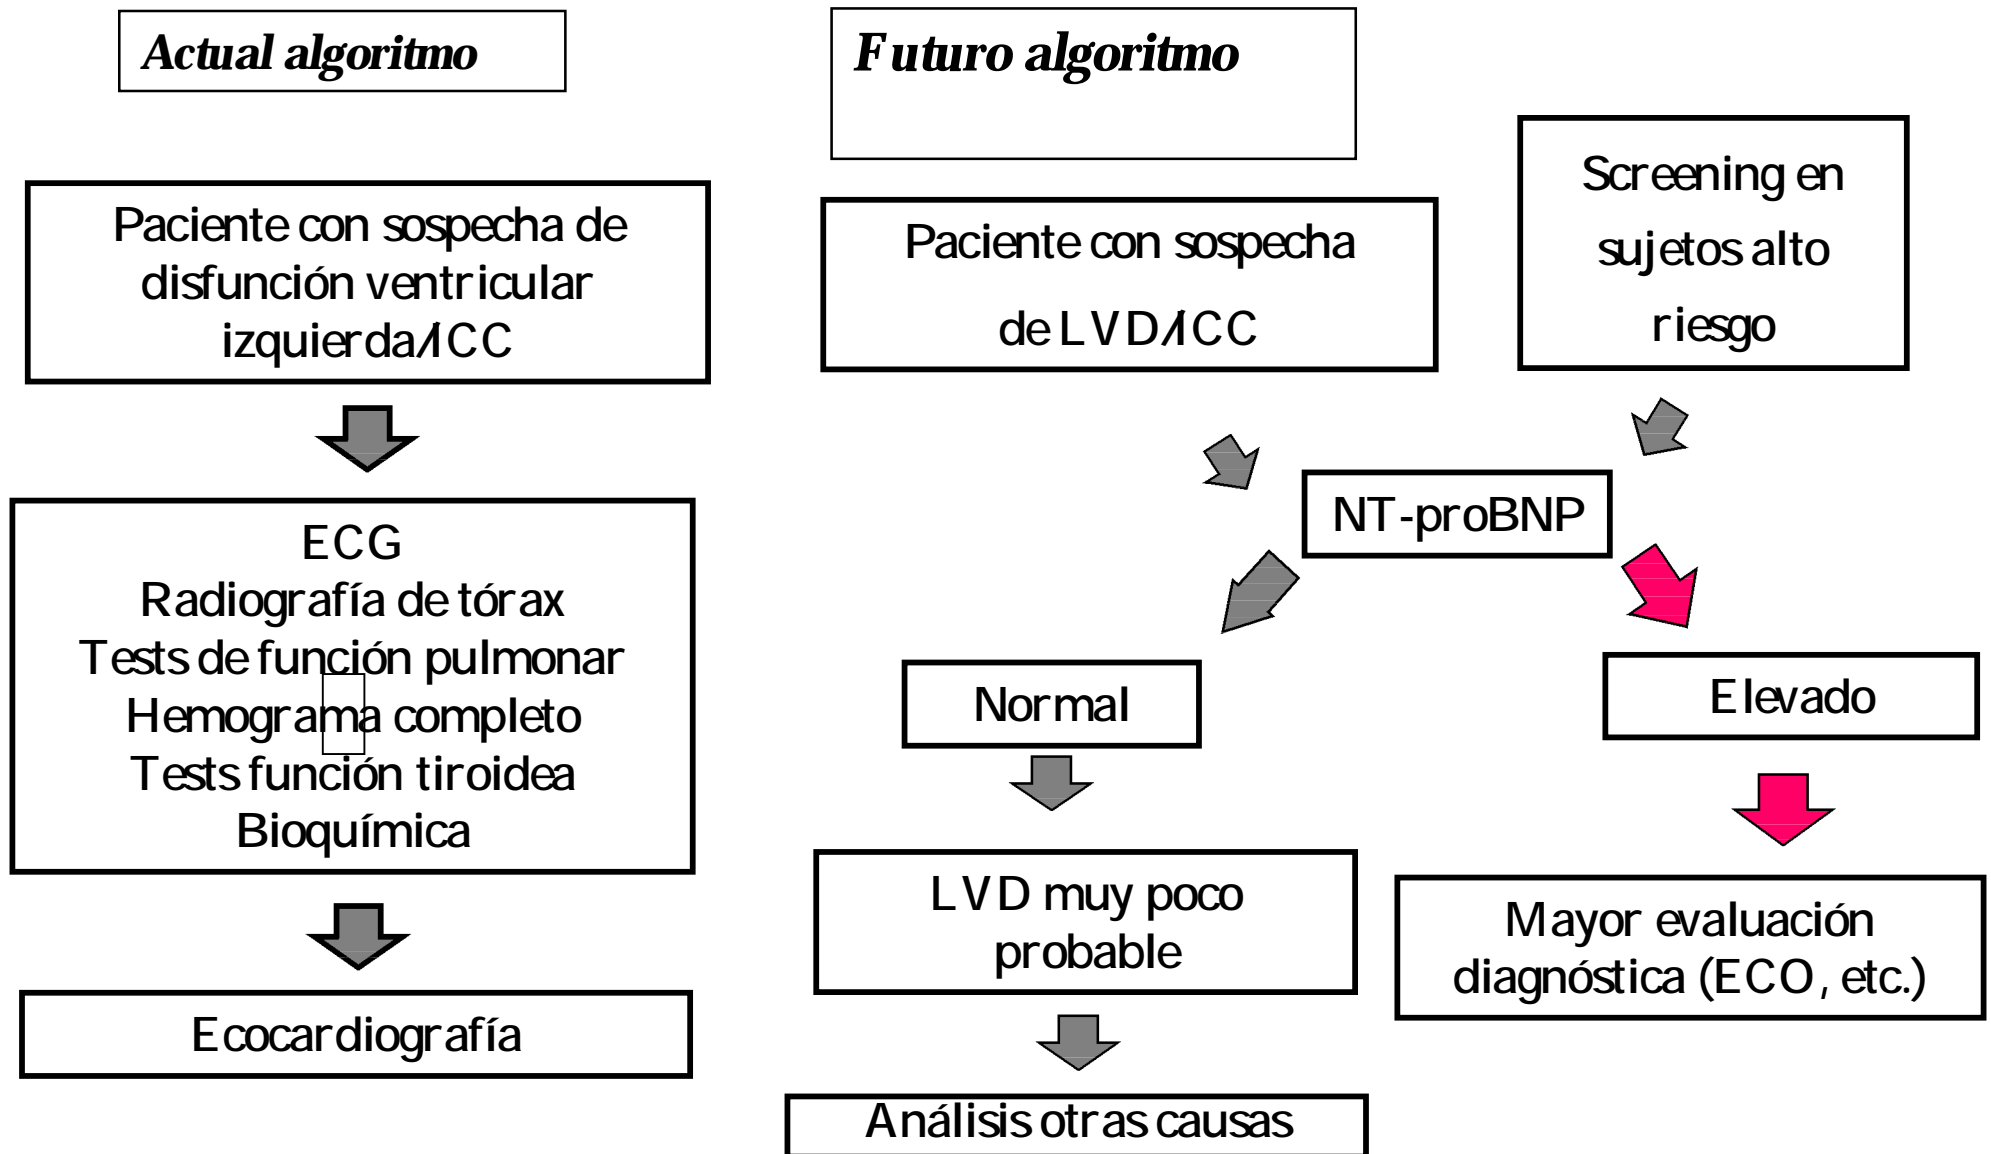 Actual algoritmo
Paciente con sospecha de
disfunción ventricular
izquierda/ICC
ECG
Radiografía de tórax
Tests de función pulmonar
Hemograma completo
Tests función tiroidea
Bioquímica
Ecocardiografía
Futuro algoritmo
Paciente con sospecha
de LVD/ICC
Screening en
sujetos alto
riesgo
NT-proBNP
Normal
Elevado
LVD muy poco
probable
Mayor evaluación
diagnóstica (ECO, etc.)
Análisis otras causas